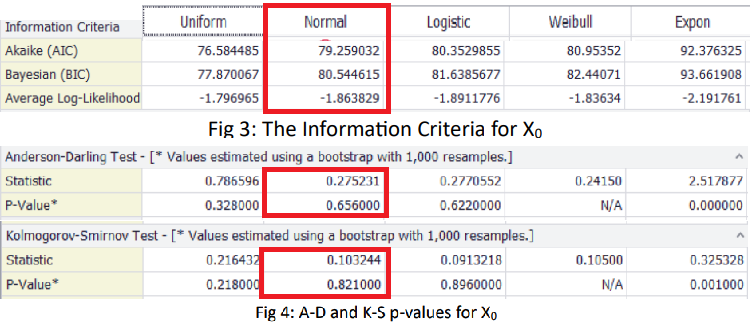 Information Criteria Uniform Normal Logistic Weibull Expon
Akaike (AIC) 76.584485 79.259032 80.3529855 80.95352 92.376325
Bayesian (BIC) 77.870067 80.544615 81.6385677 82.44071 93.661908
Average Log-Likelihood -1.796965 -1.863829 -1.8911776 -1.83634 -2.191761
Fig 3: The Information Criteria for X₀
Anderson-Darling Test - [* Values estimated using a bootstrap with 1,000 resamples.]
Statistic 0.786596 0.275231 0.2770552 0.24150 2.517877
P-Value* 0.328000 0.656000 0.6220000 N/A 0.000000
Kolmogorov-Smirnov Test - [* Values estimated using a bootstrap with 1,000 resamples.]
Statistic 0.216432 0.103244 0.0913218 0.10500 0.325328
P-Value* 0.218000 0.821000 0.8960000 N/A 0.001000
Fig 4: A-D and K-S p-values for X₀